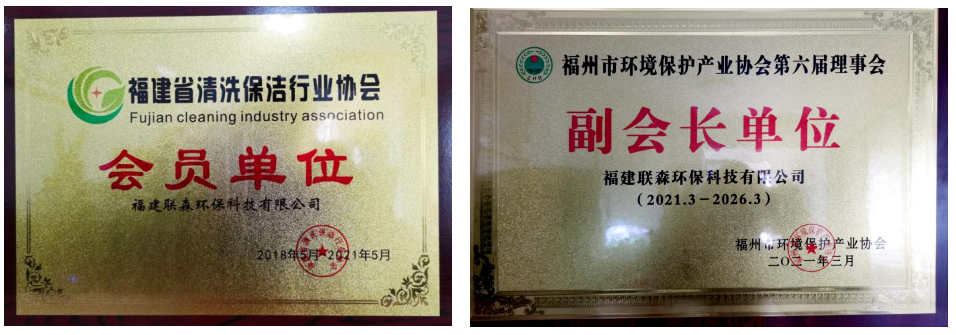 福建省清洗保洁行业协会
Fujian cleaning industry association
会员单位
福建联森环保科技有限公司
2018年5月-2021年5月
ZHB
福州市环境保护产业协会第六届理事会
副会长单位
福建联森环保科技有限公司
（2021.3－2026.3）
福州市环境保护产业协会
二〇二一年三月